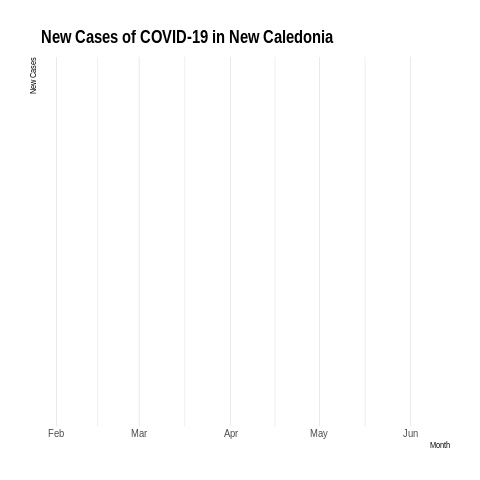 New Cases of COVID-19 in New Caledonia
New Cases
Feb Mar Apr May Jun
Month